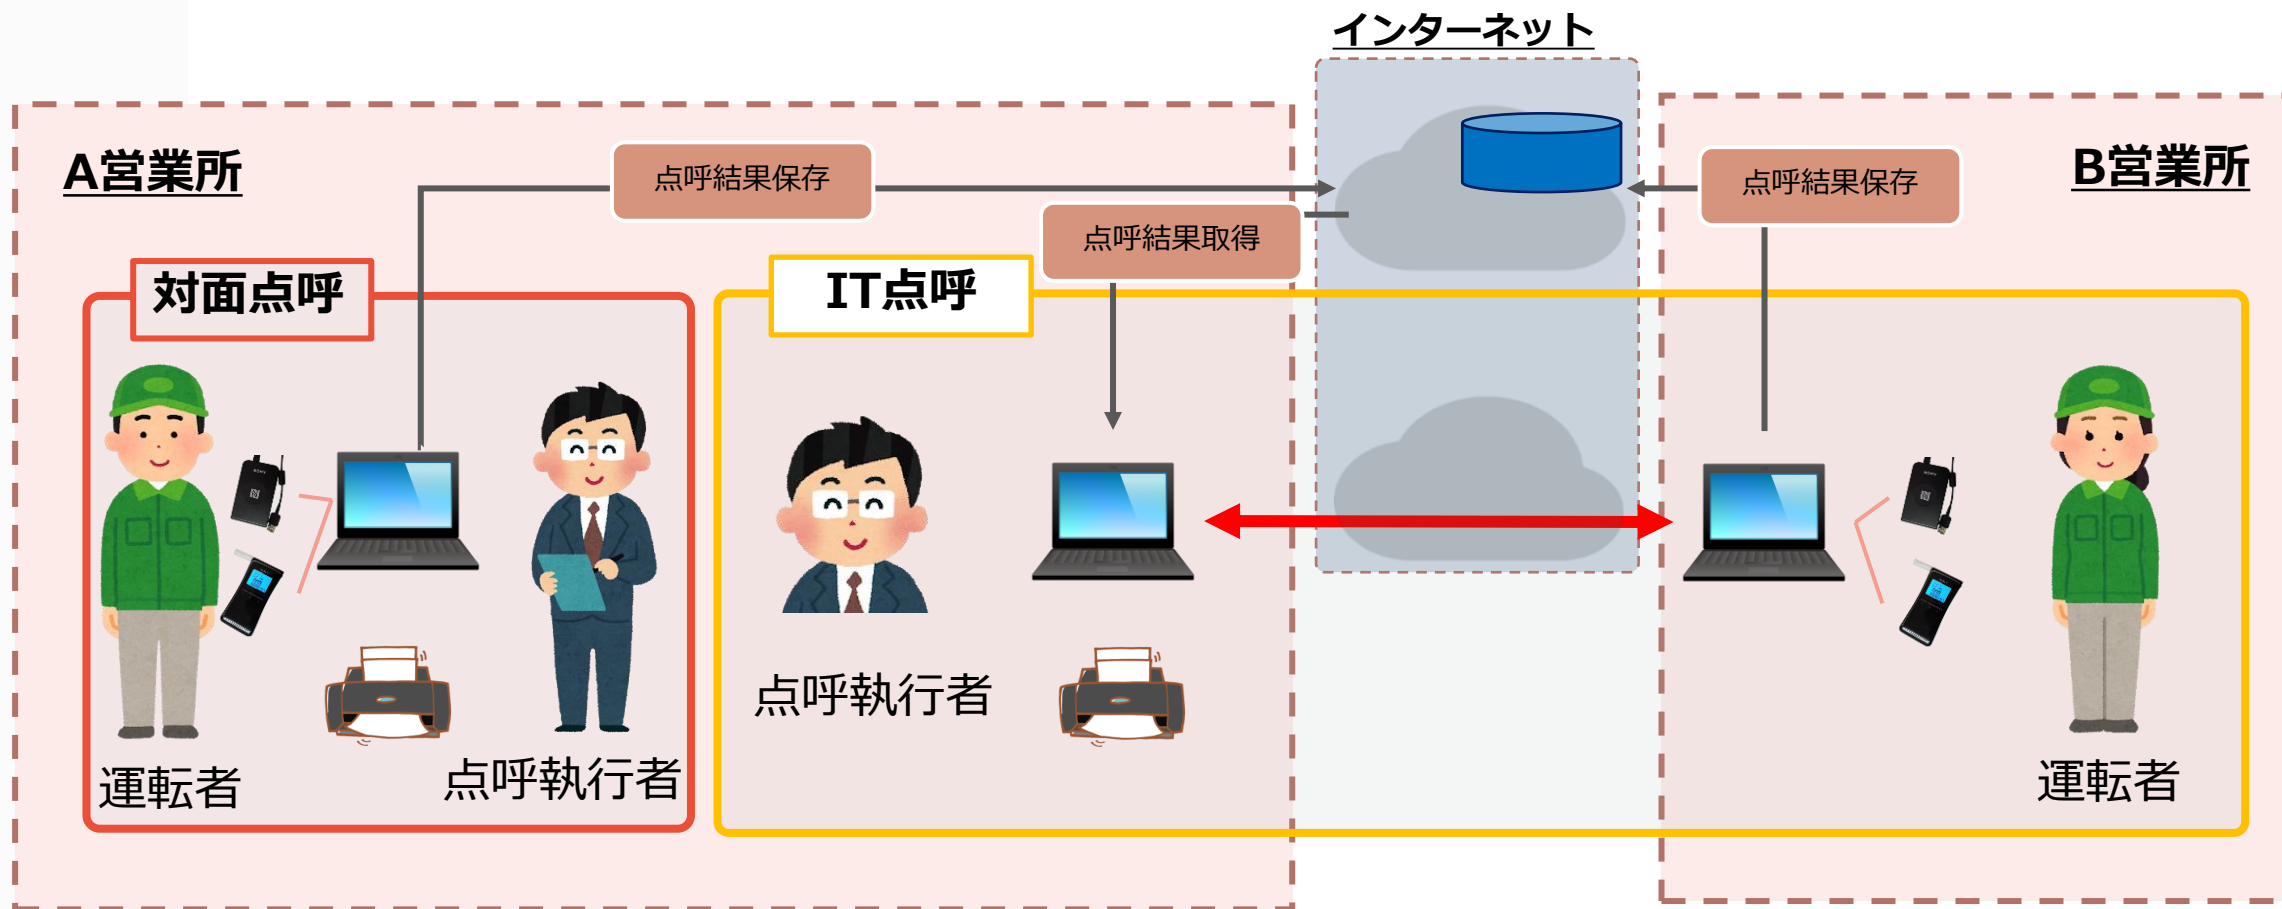 インターネット
A営業所
点呼結果保存
点呼結果保存
B営業所
点呼結果取得
対面点呼
IT点呼
点呼執行者
運転者
点呼執行者
運転者